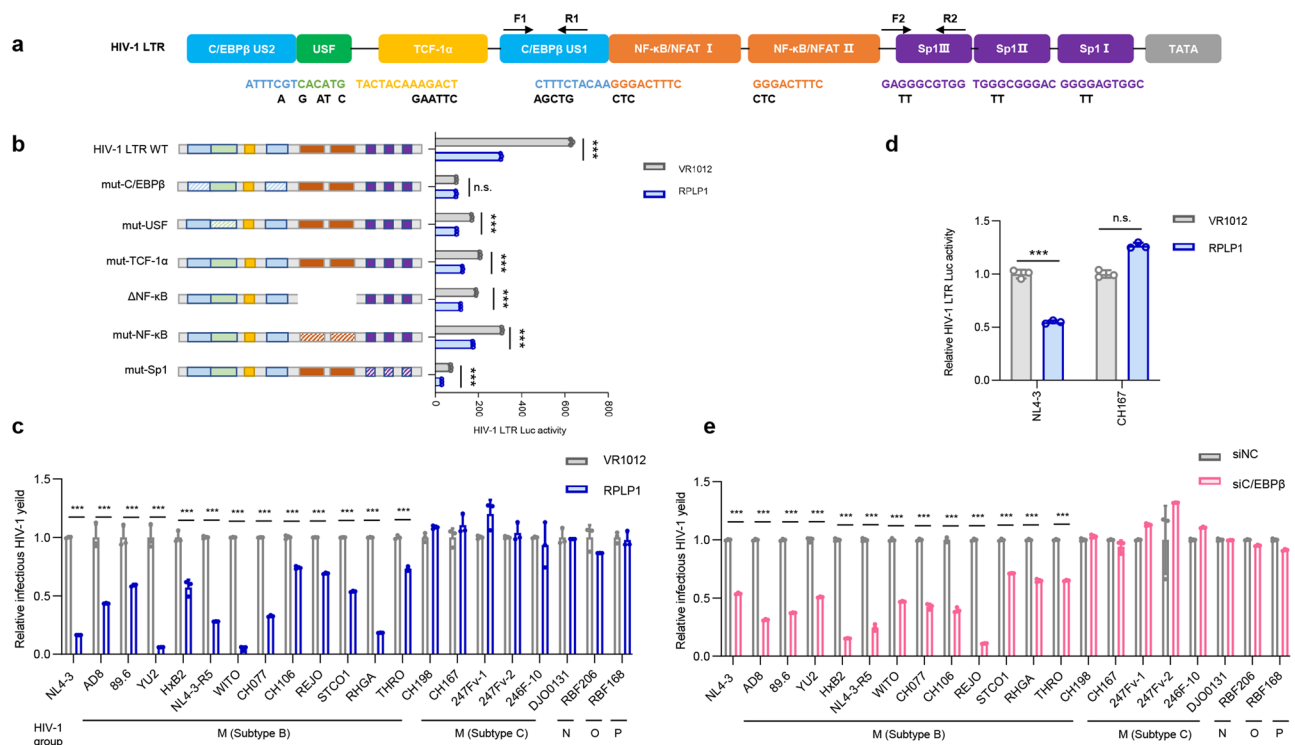 a
HIV-1 LTR
F1 R1 F2 R2
C/EBPβ US2 USF TCF-1α C/EBPβ US1 NF-κB/NFAT Ⅰ NF-κB/NFAT Ⅱ Sp1Ⅲ Sp1Ⅱ Sp1Ⅰ TATA
ATTTCGTCACATG TACTACAAAGACT CTTTCTACAAGGGACTTTC GGGACTTTC GAGGGCGTGG TGGGCGGGAC GGGGAGTGGC
A G AT C GAATTC AGCTG CTC CTC TT TT TT
b
HIV-1 LTR WT
***
mut-C/EBPβ
n.s.
mut-USF
***
mut-TCF-1α
***
ΔNF-κB
***
mut-NF-κB
***
mut-Sp1
***
0 200 400 600 800
HIV-1 LTR Luc activity
VR1012
RPLP1
d
VR1012
RPLP1
Relative HIV-1 LTR Luc activity
1.5
1.0
0.5
0.0
*** n.s.
NL4-3 CH167
c
VR1012
RPLP1
Relative infectious HIV-1 yeild
1.5
1.0
0.5
0.0
*** *** *** *** *** *** *** *** *** *** *** *** ***
NL4-3 AD8 89.6 YU2 HxB2 NL4-3-R5 WITO CH077 CH106 REJO STCO1 RHGA THRO CH198 CH167 247Fv-1 247Fv-2 246F-10 DJO0131 RBF206 RBF168
HIV-1
group
M (Subtype B) M (Subtype C) N O P
e
siNC
siC/EBPβ
Relative infectious HIV-1 yeild
1.5
1.0
0.5
0.0
*** *** *** *** *** *** *** *** *** *** *** *** ***
NL4-3 AD8 89.6 YU2 HxB2 NL4-3-R5 WITO CH077 CH106 REJO STCO1 RHGA THRO CH198 CH167 247Fv-1 247Fv-2 246F-10 DJO0131 RBF206 RBF168
M (Subtype B) M (Subtype C) N O P